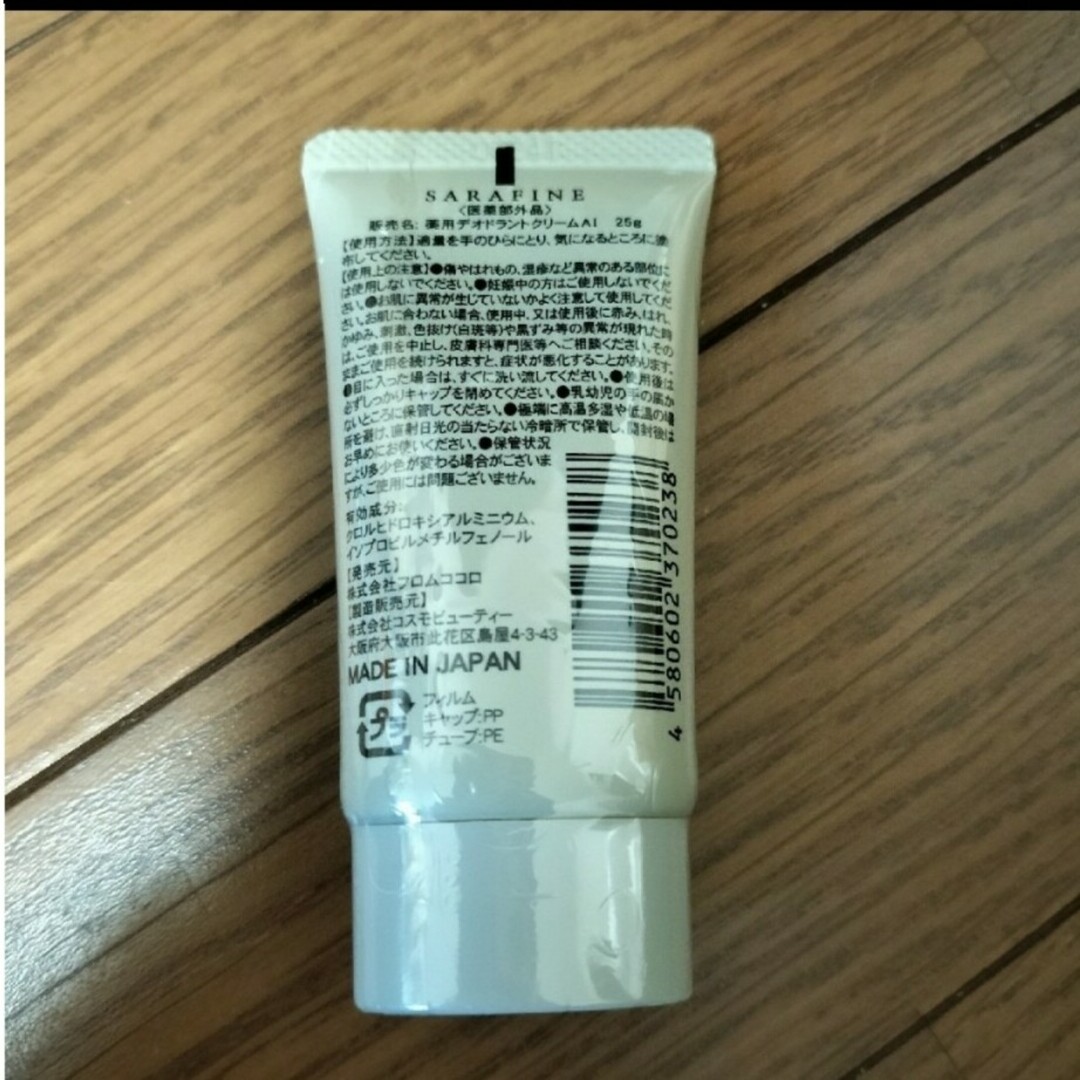 SARAFINE
〈医薬部外品〉
販売名: 薬用デオドラントクリームAI 25g
【使用方法】適量を手のひらにとり、気になるところに塗
布してください。
【使用上の注意】●傷やはれもの、湿疹など異常のある部位に
は使用しないでください。●妊娠中の方はご使用しないでくだ
さい。●お肌に異常が生じていないかよく注意して使用してくだ
さい。お肌に合わない場合、使用中、又は使用後に赤み、はれ、
かゆみ、刺激、色抜け(白斑等)や黒ずみ等の異常が現れた時
は、ご使用を中止し、皮膚科専門医等へご相談ください。その
ままご使用を続けられますと、症状が悪化することがあります。
●目に入った場合は、すぐに洗い流してください。●使用後は
必ずしっかりキャップを閉めてください。●乳幼児の手の届か
ないところに保管してください。●極端に高温多湿や低温の場
所を避け、直射日光の当たらない冷暗所で保管し、開封後は
お早めにお使いください。●保管状況
により多少色が変わる場合がございま
すが、ご使用には問題ございません。
有効成分:
クロルヒドロキシアルミニウム、
イソプロピルメチルフェノール
【発売元】
株式会社フロムココロ
【製造販売元】
株式会社コスモビューティー
大阪府大阪市此花区島屋4-3-43
MADE IN JAPAN
プラ
フィルム
キャップ:PP
チューブ:PE
4 580602 370238